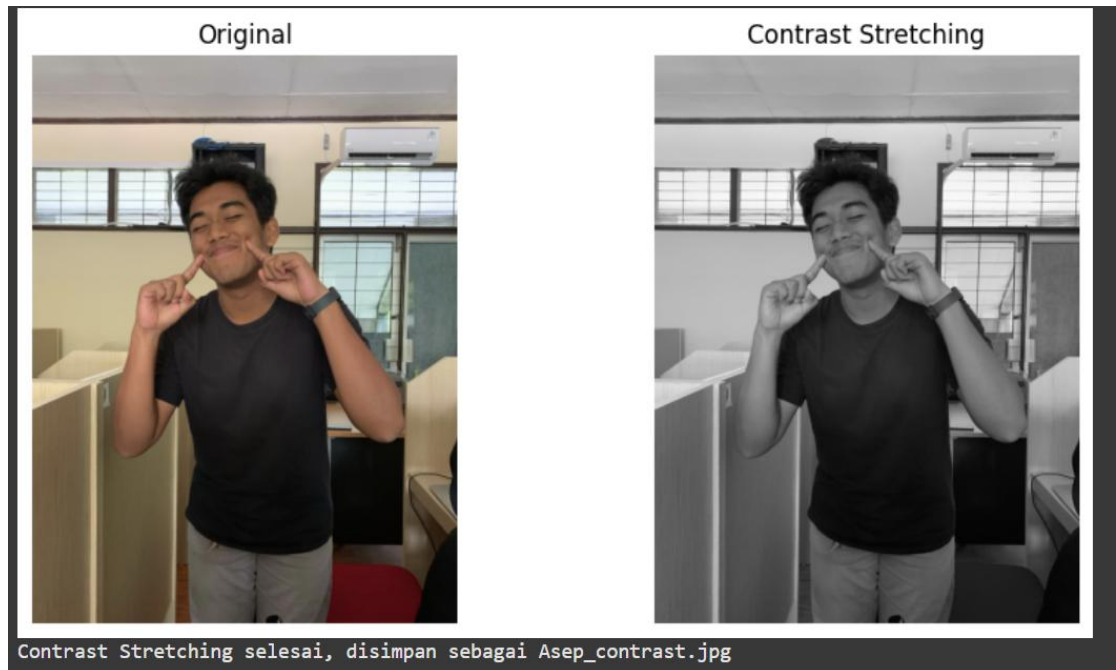 Original
Contrast Stretching
Contrast Stretching selesai, disimpan sebagai Asep_contrast.jpg